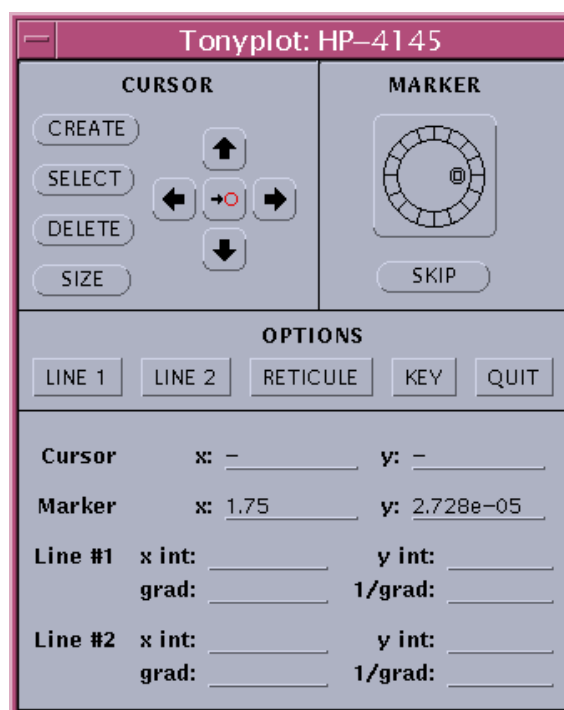 Tonyplot: HP-4145
CURSOR
CREATE
SELECT
DELETE
SIZE
MARKER
SKIP
OPTIONS
LINE 1 LINE 2 RETICULE KEY QUIT
Cursor x: - y: -
Marker x: 1.75 y: 2.728e-05
Line #1 x int: y int:
grad: 1/grad:
Line #2 x int: y int:
grad: 1/grad: